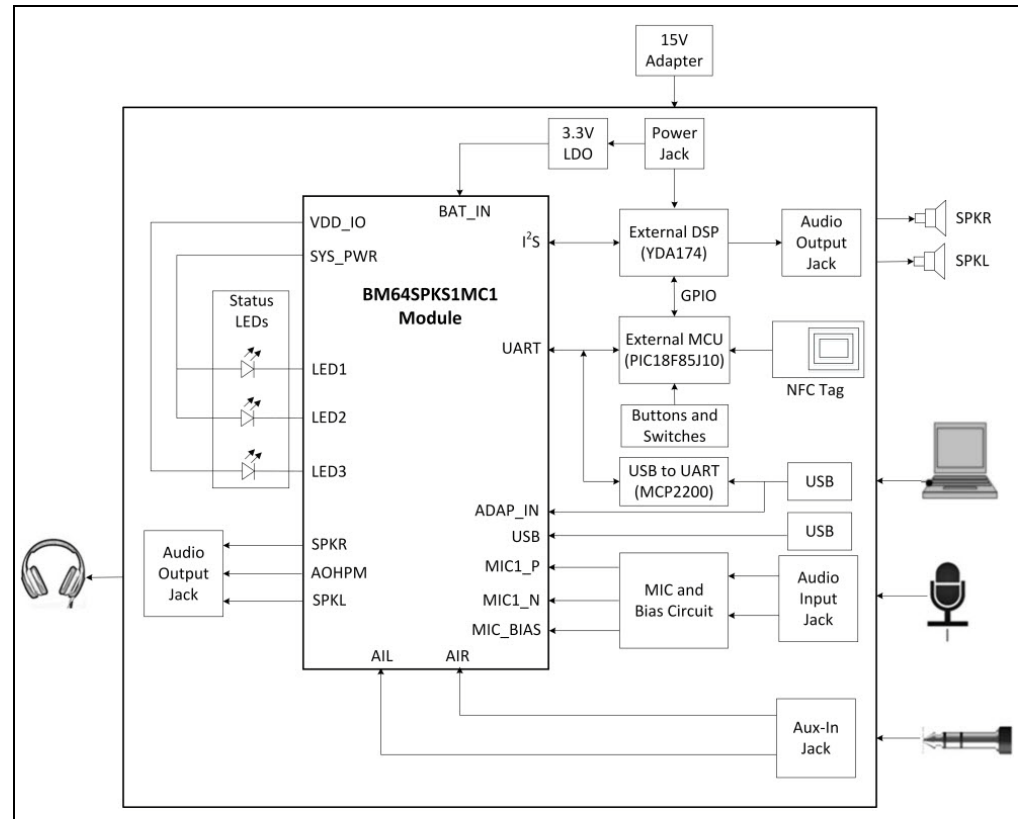 15V
Adapter
3.3V
LDO
Power
Jack
VDD_IO
BAT_IN
SYS_PWR
I²S
External DSP
(YDA174)
Audio
Output
Jack
SPKR
SPKL
BM64SPKS1MC1
Module
GPIO
Status
LEDs
UART
External MCU
(PIC18F85J10)
NFC Tag
LED1
LED2
LED3
Buttons and
Switches
USB to UART
(MCP2200)
USB
ADAP_IN
USB
USB
SPKR
AOHPM
SPKL
Audio
Output
Jack
MIC1_P
MIC1_N
MIC_BIAS
MIC and
Bias Circuit
Audio
Input
Jack
AIL
AIR
Aux-In
Jack